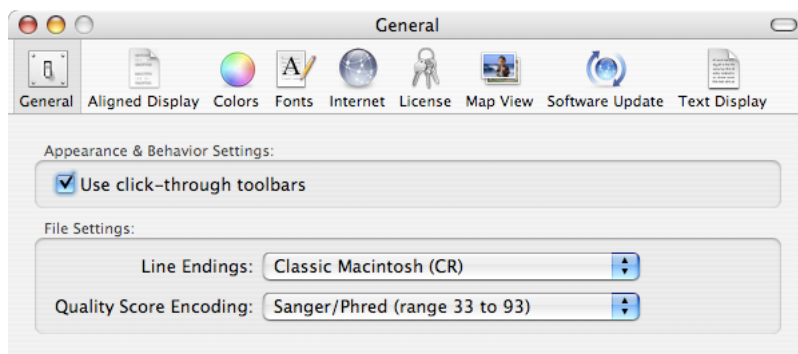 General
General Aligned Display Colors Fonts Internet License Map View Software Update Text Display
Appearance & Behavior Settings:
Use click-through toolbars
File Settings:
Line Endings: Classic Macintosh (CR)
Quality Score Encoding: Sanger/Phred (range 33 to 93)